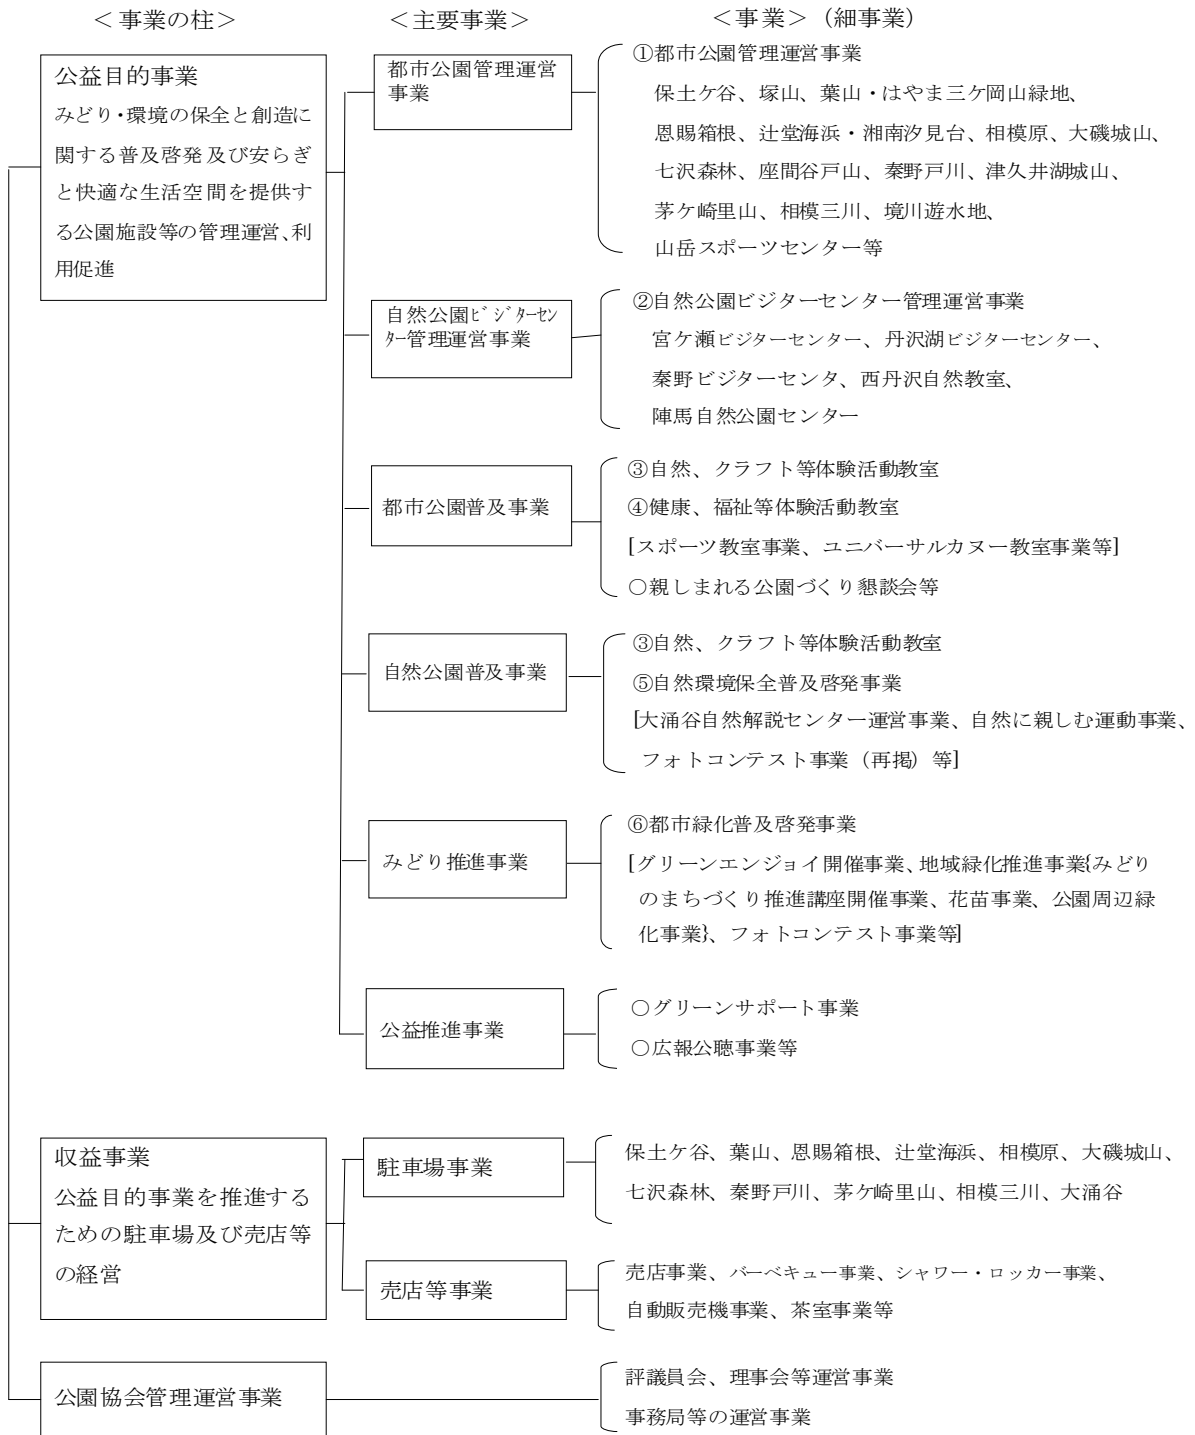 ＜事業の柱＞
＜主要事業＞
＜事業＞（細事業）
公益目的事業
みどり・環境の保全と創造に
関する普及啓発及び安らぎ
と快適な生活空間を提供す
る公園施設等の管理運営、利
用促進
都市公園管理運営
事業
①都市公園管理運営事業
保土ケ谷、塚山、葉山・はやま三ケ岡山緑地、
恩賜箱根、辻堂海浜・湘南汐見台、相模原、大磯城山、
七沢森林、座間谷戸山、秦野戸川、津久井湖城山、
茅ケ崎里山、相模三川、境川遊水地、
山岳スポーツセンター等
自然公園ﾋﾞｼﾞﾀｰｾﾝ
ﾀｰ管理運営事業
②自然公園ビジターセンター管理運営事業
宮ケ瀬ビジターセンター、丹沢湖ビジターセンター、
秦野ビジターセンタ、西丹沢自然教室、
陣馬自然公園センター
都市公園普及事業
③自然、クラフト等体験活動教室
④健康、福祉等体験活動教室
[スポーツ教室事業、ユニバーサルカヌー教室事業等]
○親しまれる公園づくり懇談会等
自然公園普及事業
③自然、クラフト等体験活動教室
⑤自然環境保全普及啓発事業
[大涌谷自然解説センター運営事業、自然に親しむ運動事業、
フォトコンテスト事業（再掲）等]
みどり推進事業
⑥都市緑化普及啓発事業
[グリーンエンジョイ開催事業、地域緑化推進事業{みどり
のまちづくり推進講座開催事業、花苗事業、公園周辺緑
化事業}、フォトコンテスト事業等]
公益推進事業
○グリーンサポート事業
○広報公聴事業等
収益事業
公益目的事業を推進する
ための駐車場及び売店等
の経営
駐車場事業
保土ケ谷、葉山、恩賜箱根、辻堂海浜、相模原、大磯城山、
七沢森林、秦野戸川、茅ケ崎里山、相模三川、大涌谷
売店等事業
売店事業、バーベキュー事業、シャワー・ロッカー事業、
自動販売機事業、茶室事業等
公園協会管理運営事業
評議員会、理事会等運営事業
事務局等の運営事業